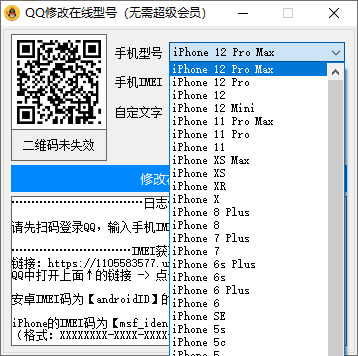 QQ修改在线型号（无需超级会员）
手机型号
iPhone 12 Pro Max
手机IMEI
自定义字
二维码未失效
iPhone 12 Pro Max
iPhone 12 Pro
iPhone 12
iPhone 12 Mini
iPhone 11 Pro Max
iPhone 11 Pro
iPhone 11
iPhone XS Max
iPhone XS
iPhone XR
iPhone X
iPhone 8 Plus
iPhone 8
iPhone 7 Plus
iPhone 7
iPhone 6s Plus
iPhone 6s
iPhone 6 Plus
iPhone 6
iPhone SE
iPhone 5s
iPhone 5c
iPhone 5
修改在
日志
请先扫码登录QQ，输入手机IM
IMEI获
链接：https://1105583577.u
QQ中打开上面↑的链接 -> 点
安卓IMEI码为【androidID】的
iPhone的IMEI码为【msf_iden
（格式：XXXXXXXX-XXXX-XXX